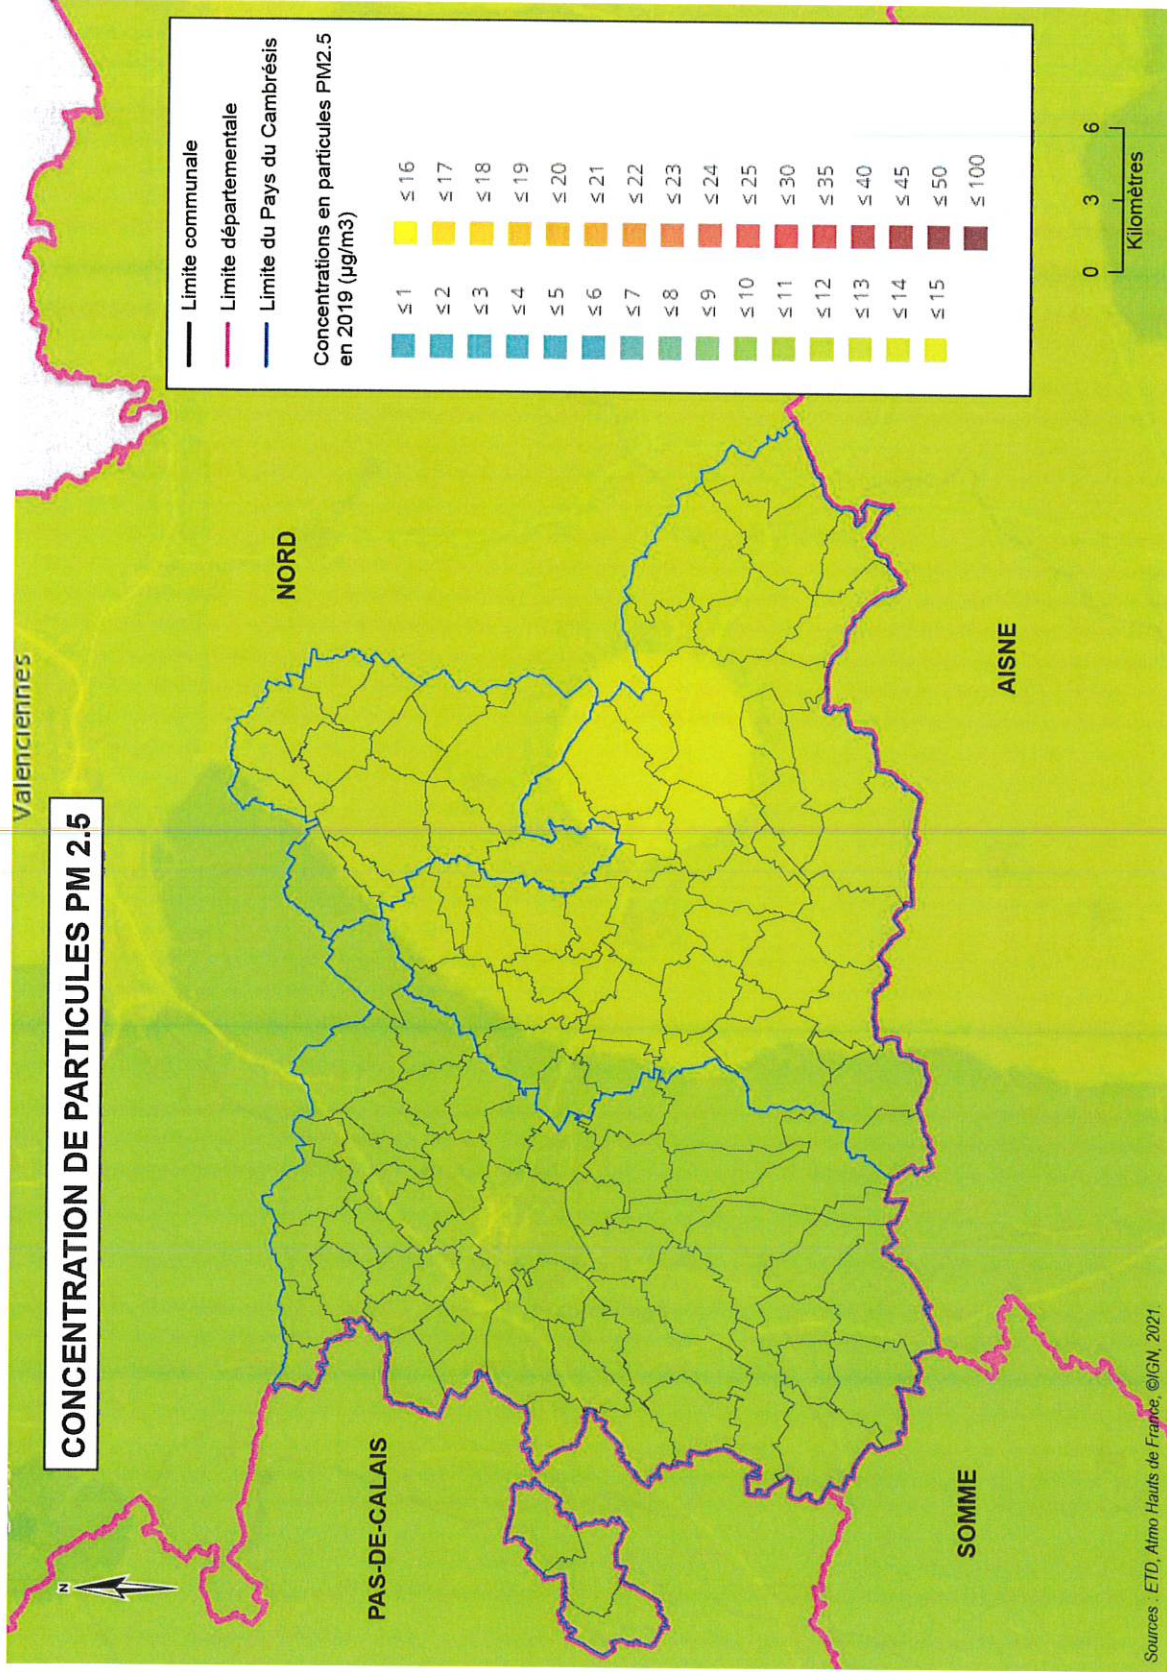 CONCENTRATION DE PARTICULES PM 2.5
Valenciennes
N
NORD
PAS-DE-CALAIS
AISNE
SOMME
Limite communale
Limite départementale
Limite du Pays du Cambrésis
Concentrations en particules PM2.5
en 2019 (µg/m3)
≤ 1
≤ 2
≤ 3
≤ 4
≤ 5
≤ 6
≤ 7
≤ 8
≤ 9
≤ 10
≤ 11
≤ 12
≤ 13
≤ 14
≤ 15
≤ 16
≤ 17
≤ 18
≤ 19
≤ 20
≤ 21
≤ 22
≤ 23
≤ 24
≤ 25
≤ 30
≤ 35
≤ 40
≤ 45
≤ 50
≤ 100
0 3 6
Kilomètres
Sources : ETD, Atmo Hauts de France, ©IGN, 2021.